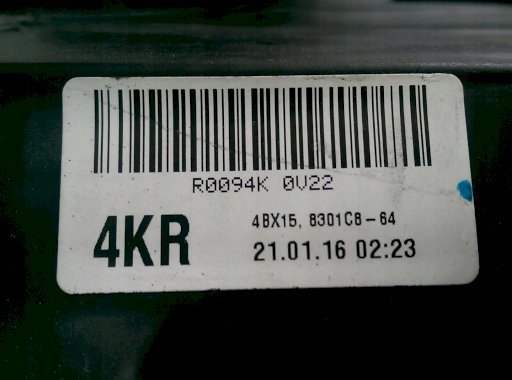 R0094K 0V22
4KR
4BX15, 8301C8-64
21.01.16 02:23